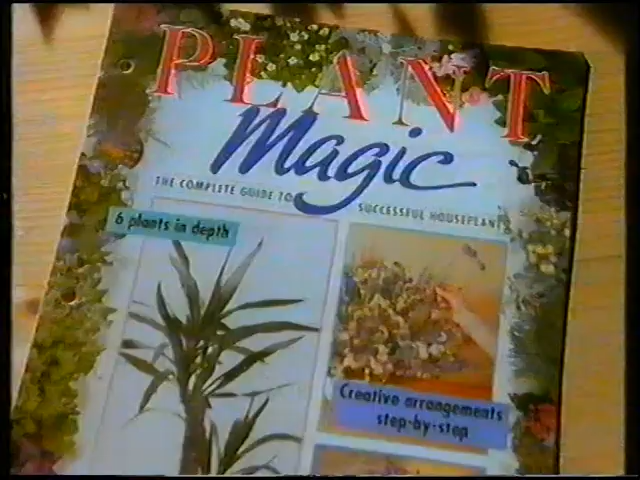 PLANT
Magic
THE COMPLETE GUIDE TO SUCCESSFUL HOUSEPLANTS
6 plants in depth
Creative arrangements
step-by-step